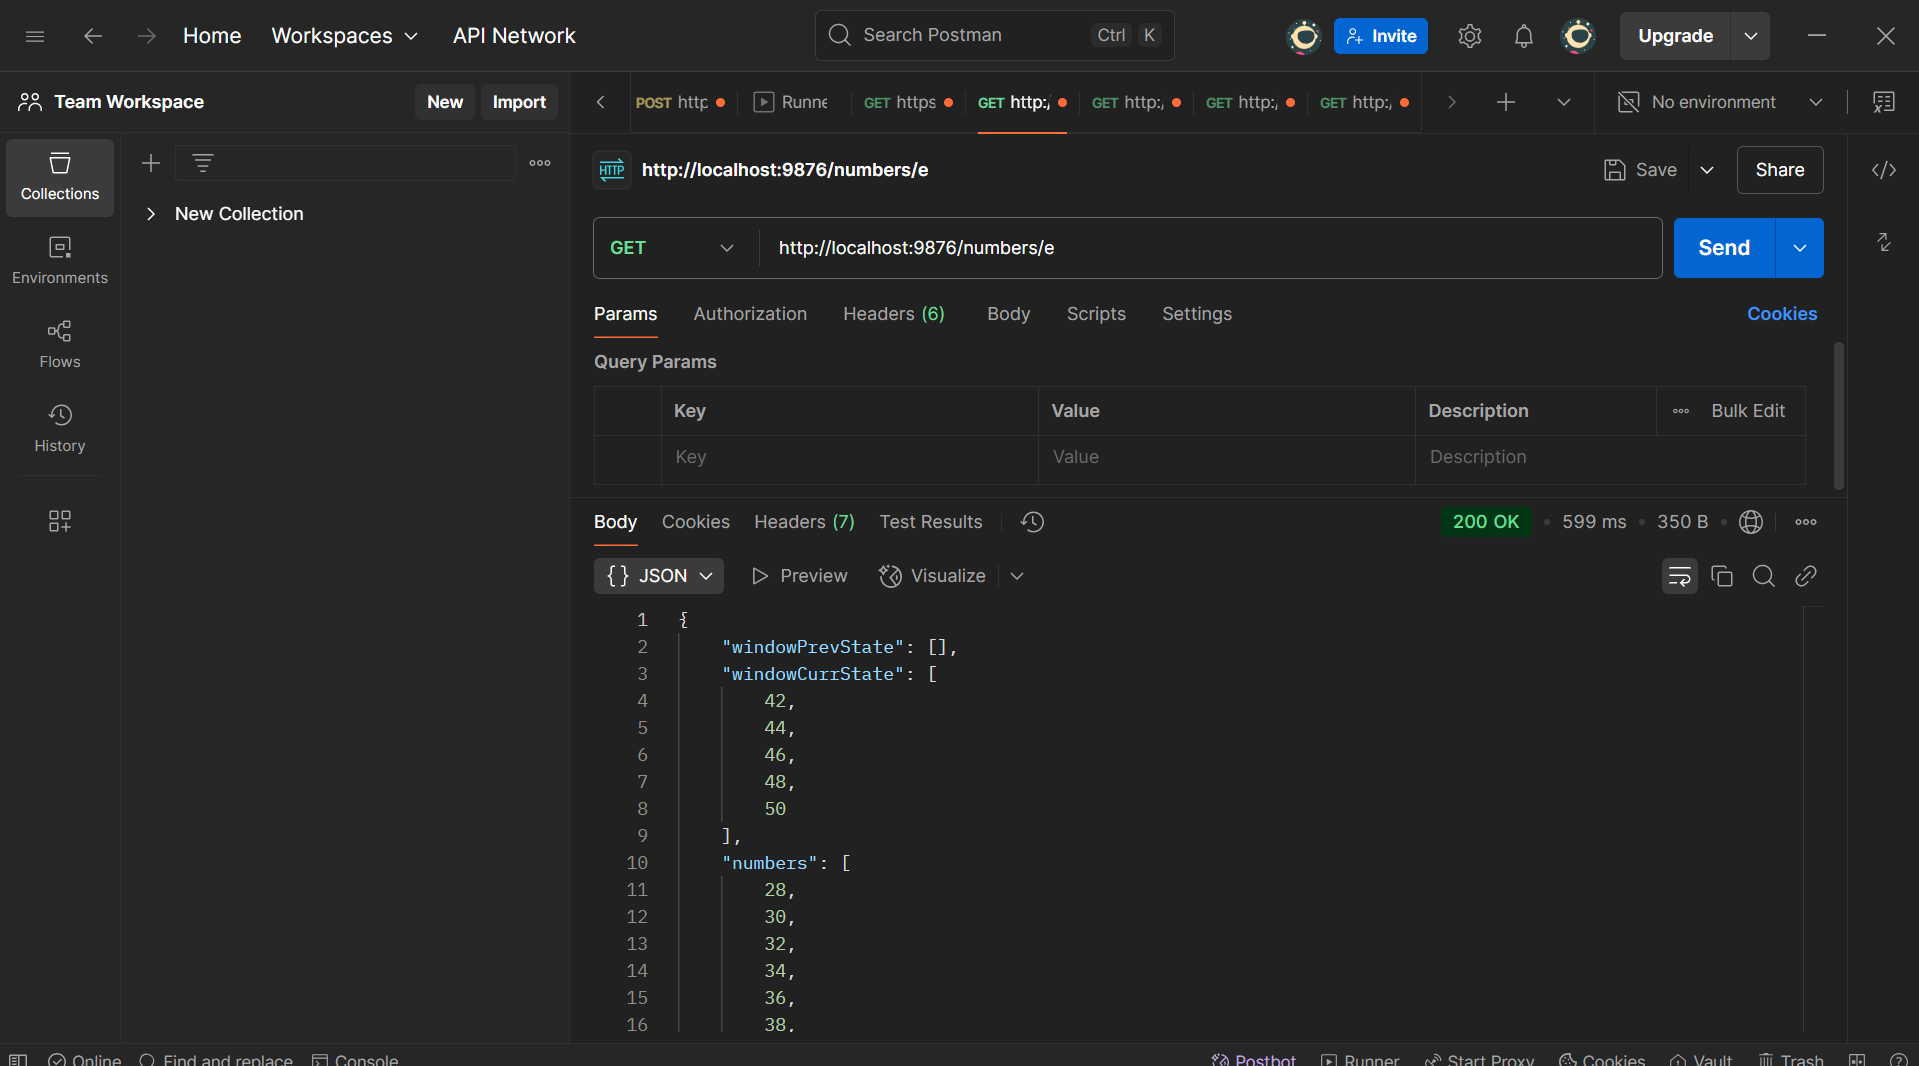 Home Workspaces API Network
Search Postman Ctrl K
Invite
Upgrade
Team Workspace New Import
POST http Runne GET https GET http:/ GET http:/ GET http:/ GET http:/
No environment
Collections
New Collection
Environments
Flows
History
HTTP http://localhost:9876/numbers/e
Save Share
GET http://localhost:9876/numbers/e Send
Params Authorization Headers (6) Body Scripts Settings Cookies
Query Params
Key Value Description Bulk Edit
Key Value Description
Body Cookies Headers (7) Test Results 200 OK 599 ms 350 B
{} JSON Preview Visualize
1 {
2 "windowPrevState": [],
3 "windowCurrState": [
4 42,
5 44,
6 46,
7 48,
8 50
9 ],
10 "numbers": [
11 28,
12 30,
13 32,
14 34,
15 36,
16 38,
Online Find and replace Console Postbot Runner Start Proxy Cookies Vault Trash